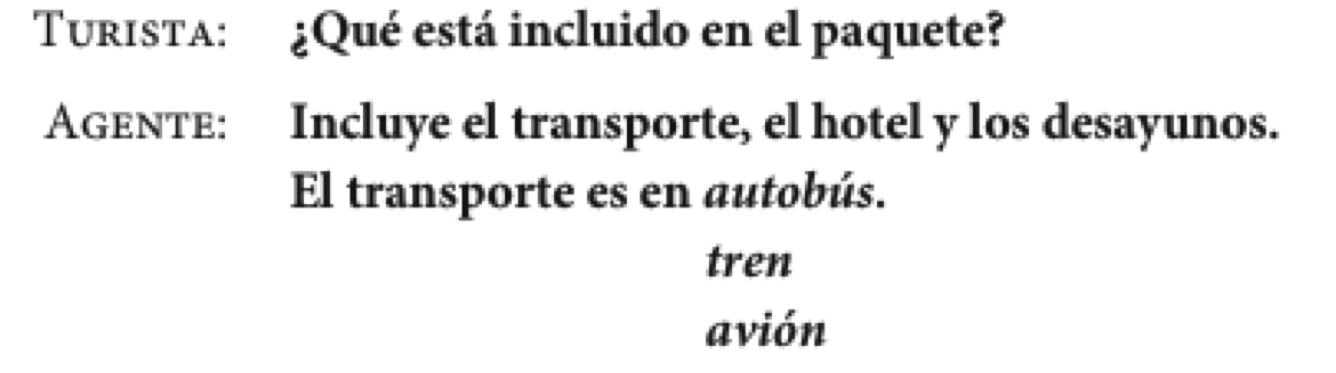 TURISTA: ¿Qué está incluido en el paquete?
AGENTE: Incluye el transporte, el hotel y los desayunos.
El transporte es en autobús.
tren
avión